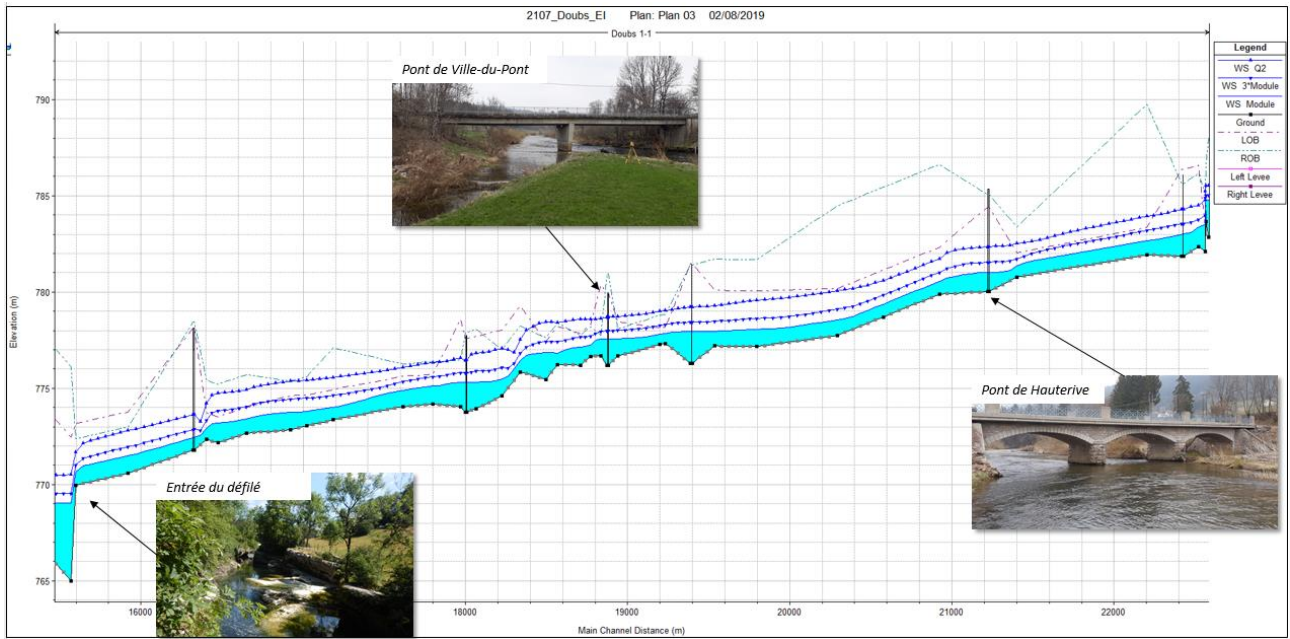 2107_Doubs_EI Plan: Plan 03 02/08/2019
Doubs 1-1
Legend
WS Q2
WS 3*Module
WS Module
Ground
LOB
ROB
Left Levee
Right Levee
Pont de Ville-du-Pont
Pont de Hauterive
Entrée du défilé
790
785
780
775
770
765
Elevation (m)
16000
18000
19000
20000
21000
22000
Main Channel Distance (m)